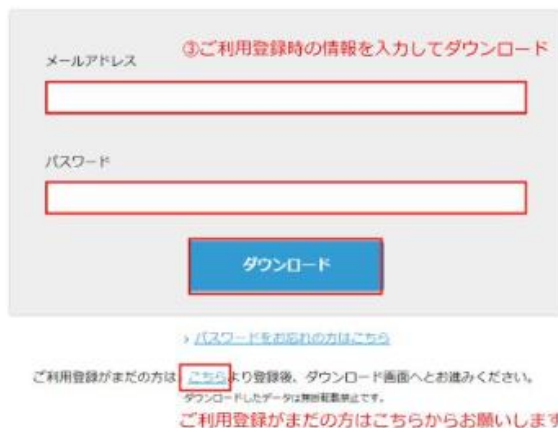 ③ご利用登録時の情報を入力してダウンロード
メールアドレス
パスワード
ダウンロード
› パスワードをお忘れの方はこちら
ご利用登録がまだの方は こちらより登録後、ダウンロード画面へとお進みください。
ダウンロードしたデータは無断転載禁止です。
ご利用登録がまだの方はこちらからお願いします